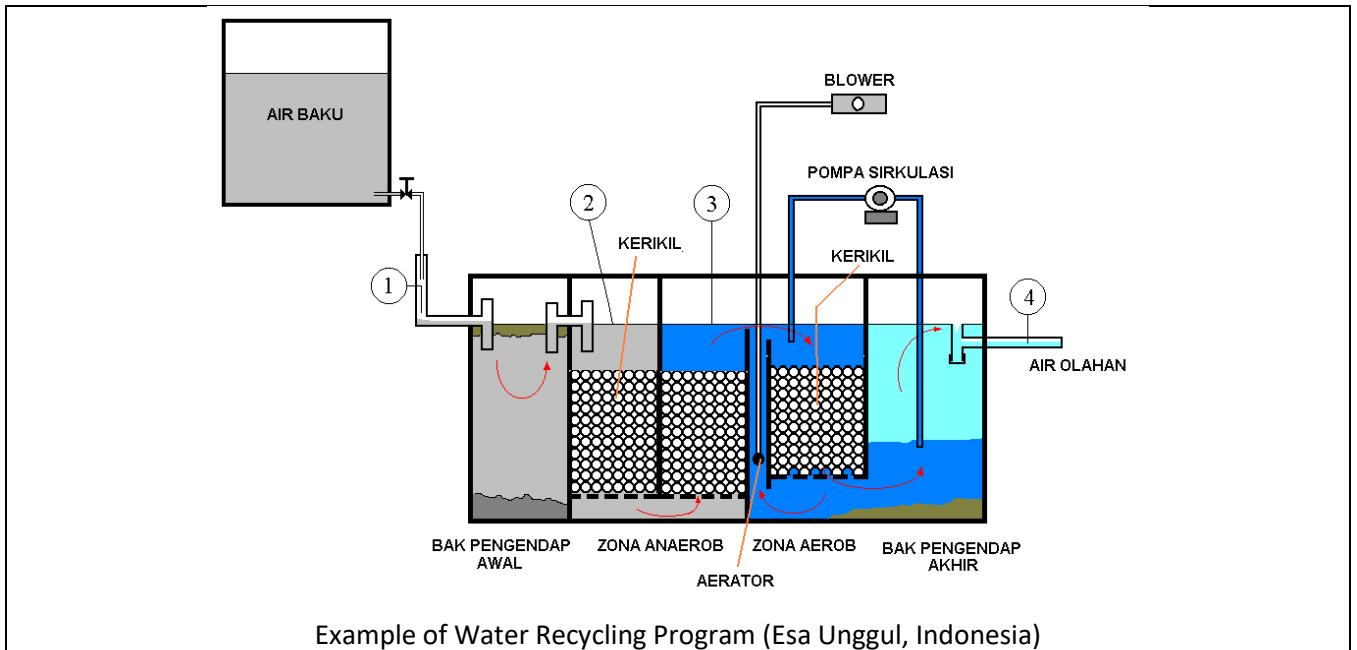 AIR BAKU
BLOWER
POMPA SIRKULASI
1
2
3
KERIKIL
KERIKIL
4
AIR OLAHAN
BAK PENGENDAP
AWAL
ZONA ANAEROB
ZONA AEROB
BAK PENGENDAP
AKHIR
AERATOR
Example of Water Recycling Program (Esa Unggul, Indonesia)